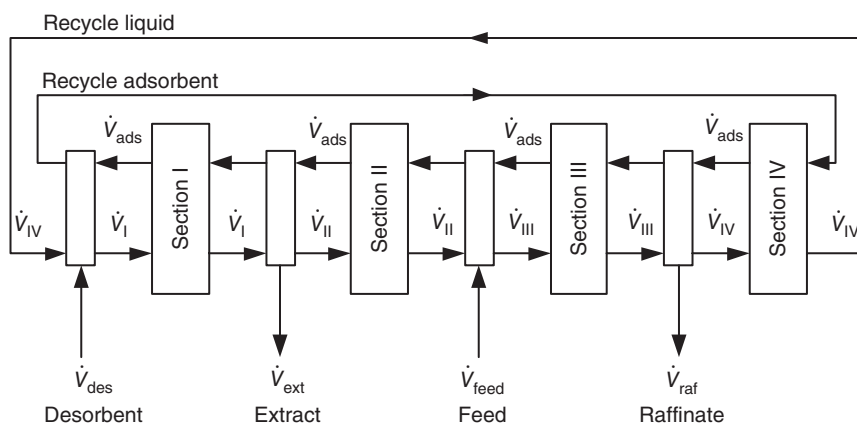 Recycle liquid
Recycle adsorbent
V̇ads V̇ads V̇ads V̇ads
Section I Section II Section III Section IV
V̇IV V̇I V̇I V̇II V̇II V̇III V̇III V̇IV V̇IV
V̇des V̇ext V̇feed V̇raf
Desorbent Extract Feed Raffinate